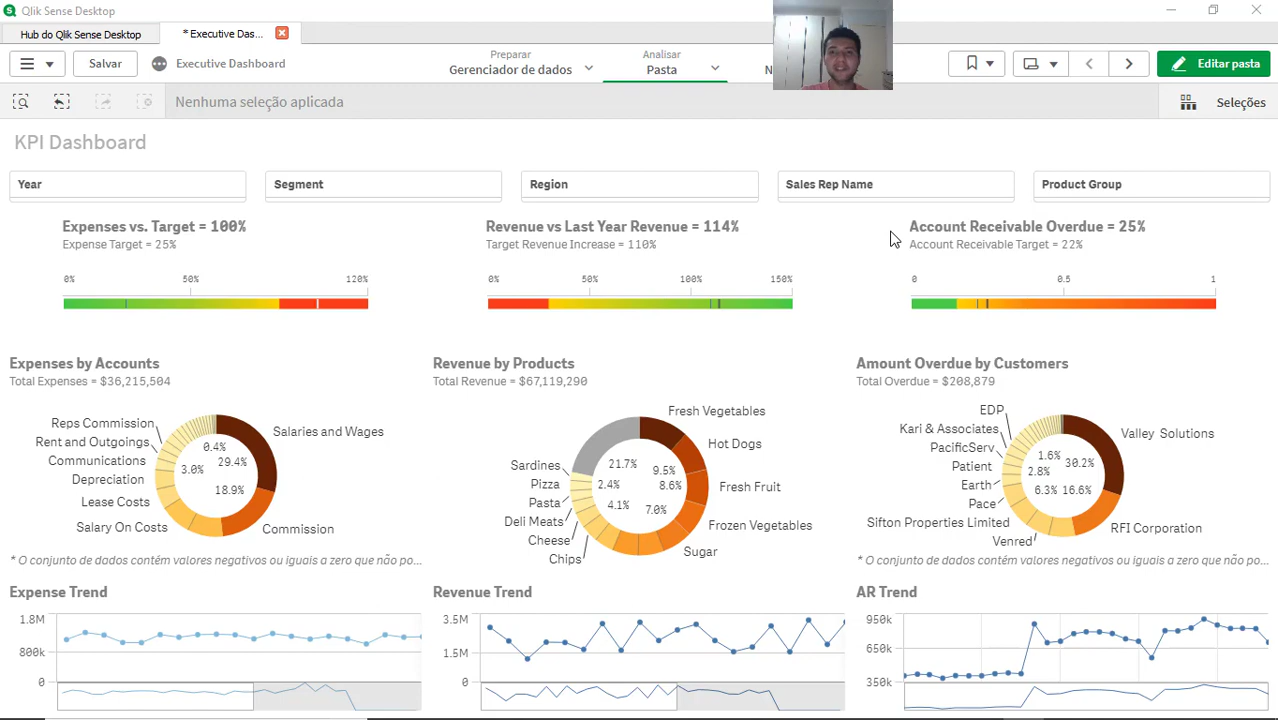 Qlik Sense Desktop
Hub do Qlik Sense Desktop
* Executive Das...
Salvar
Executive Dashboard
Preparar
Gerenciador de dados
Analisar
Pasta
N
Editar pasta
Nenhuma seleção aplicada
Seleções
KPI Dashboard
Year
Segment
Region
Sales Rep Name
Product Group
Expenses vs. Target = 100%
Expense Target = 25%
0%
50%
120%
Revenue vs Last Year Revenue = 114%
Target Revenue Increase = 110%
0%
50%
100%
150%
Account Receivable Overdue = 25%
Account Receivable Target = 22%
0
0.5
1
Expenses by Accounts
Total Expenses = $36,215,504
Reps Commission
Rent and Outgoings
Communications
Depreciation
Lease Costs
Salary On Costs
Salaries and Wages
Commission
0.4%
29.4%
3.0%
18.9%
* O conjunto de dados contém valores negativos ou iguais a zero que não po...
Revenue by Products
Total Revenue = $67,119,290
Fresh Vegetables
Hot Dogs
Fresh Fruit
Frozen Vegetables
Sugar
Sardines
Pizza
Pasta
Deli Meats
Cheese
Chips
21.7%
9.5%
2.4%
8.6%
4.1%
7.0%
Amount Overdue by Customers
Total Overdue = $208,879
EDP
Kari & Associates
PacificServ
Patient
Earth
Pace
Sifton Properties Limited
Venred
Valley Solutions
RFI Corporation
1.6%
30.2%
2.8%
6.3%
16.6%
* O conjunto de dados contém valores negativos ou iguais a zero que não po...
Expense Trend
1.8M
800k
0
Revenue Trend
3.5M
1.5M
0
AR Trend
950k
650k
350k